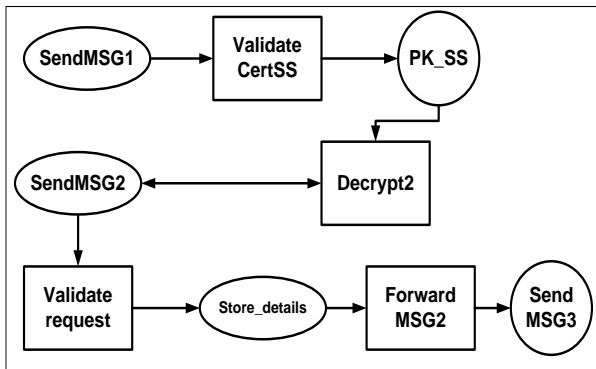 SendMSG1
Validate
CertSS
PK_SS
SendMSG2
Decrypt2
Validate
request
Store_details
Forward
MSG2
Send
MSG3